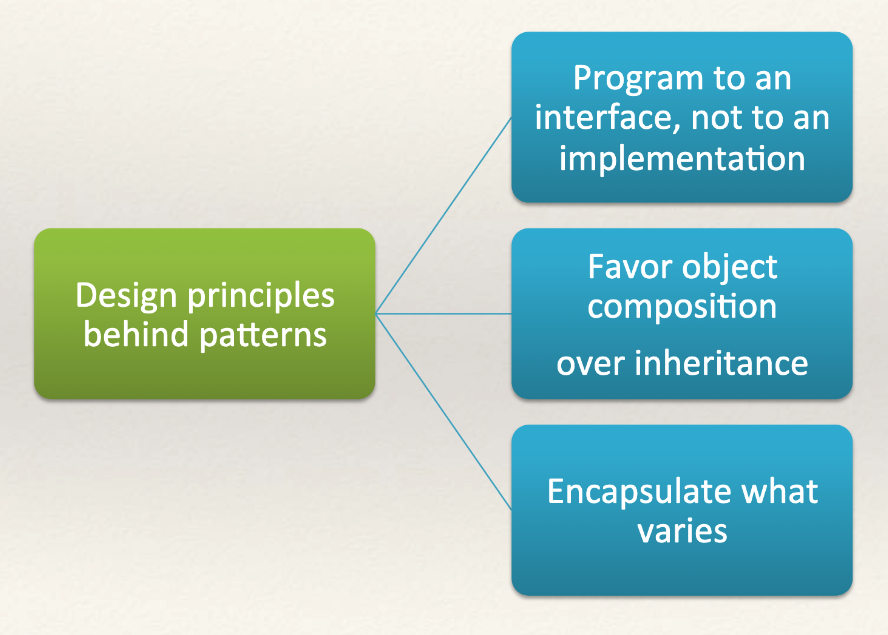 Program to an
interface, not to an
implementation
Design principles
behind patterns
Favor object
composition
over inheritance
Encapsulate what
varies